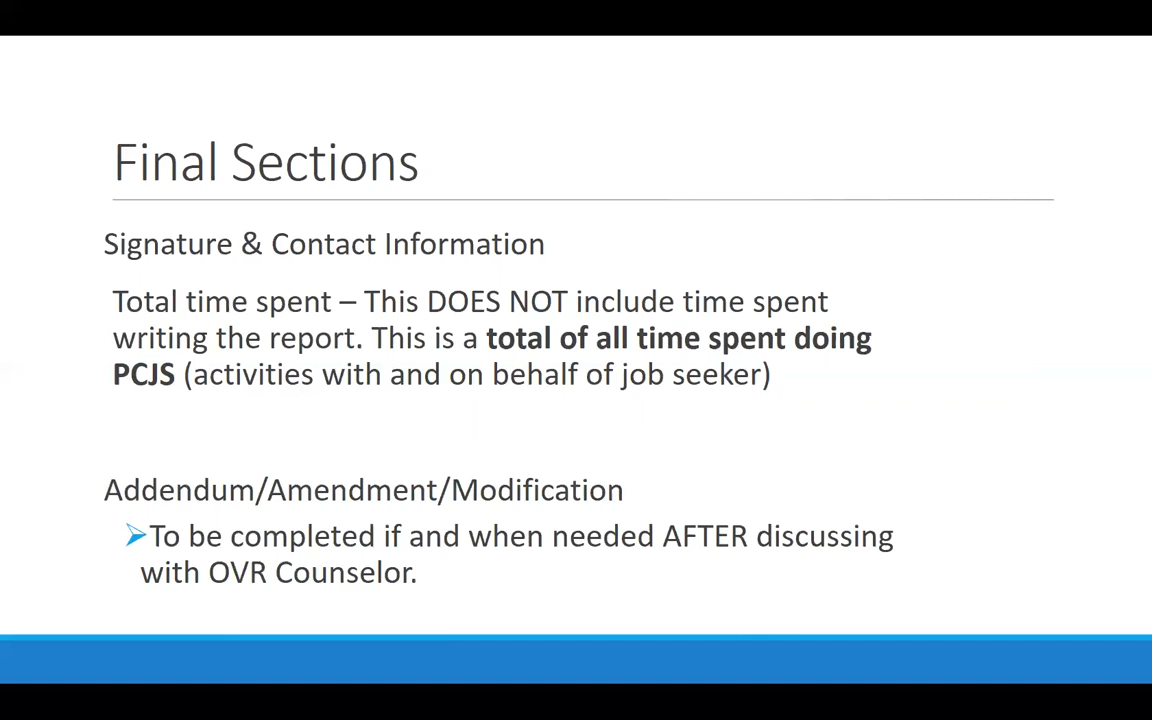 Final Sections
Signature & Contact Information
Total time spent – This DOES NOT include time spent
writing the report. This is a total of all time spent doing
PCJS (activities with and on behalf of job seeker)
Addendum/Amendment/Modification
➢To be completed if and when needed AFTER discussing
with OVR Counselor.